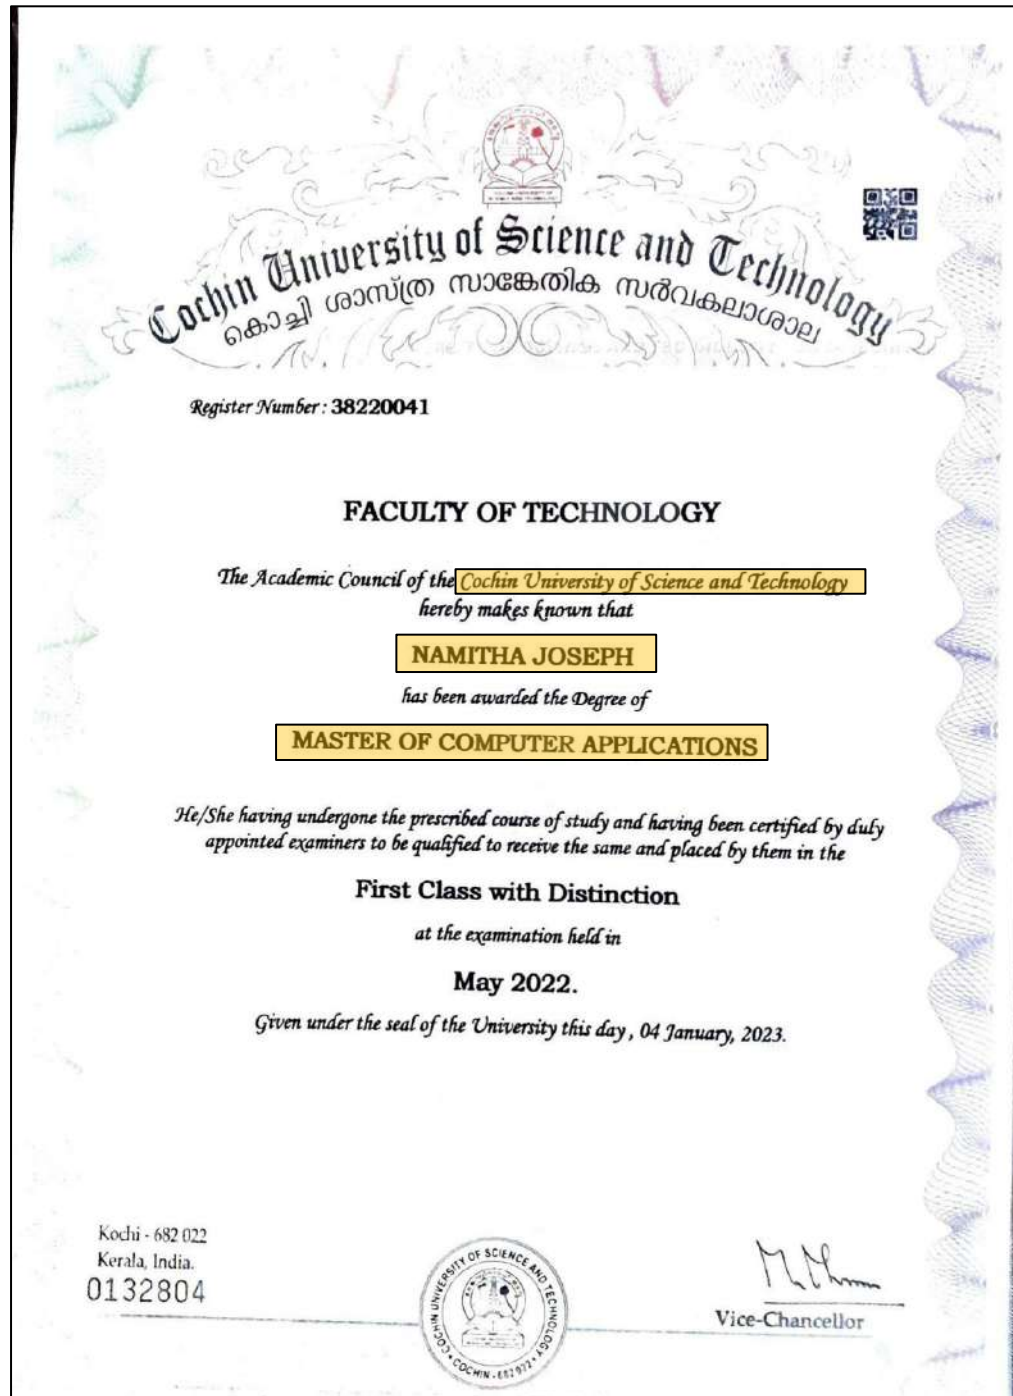 Cochin University of Science and Technology
കൊച്ചി ശാസ്ത്ര സാങ്കേതിക സർവകലാശാല
Register Number : 38220041
FACULTY OF TECHNOLOGY
The Academic Council of the Cochin University of Science and Technology
hereby makes known that
NAMITHA JOSEPH
has been awarded the Degree of
MASTER OF COMPUTER APPLICATIONS
He/She having undergone the prescribed course of study and having been certified by duly
appointed examiners to be qualified to receive the same and placed by them in the
First Class with Distinction
at the examination held in
May 2022.
Given under the seal of the University this day , 04 January, 2023.
Kochi - 682 022
Kerala, India.
0132804
COCHIN UNIVERSITY OF SCIENCE AND TECHNOLOGY
COCHIN - 682 022
Vice-Chancellor